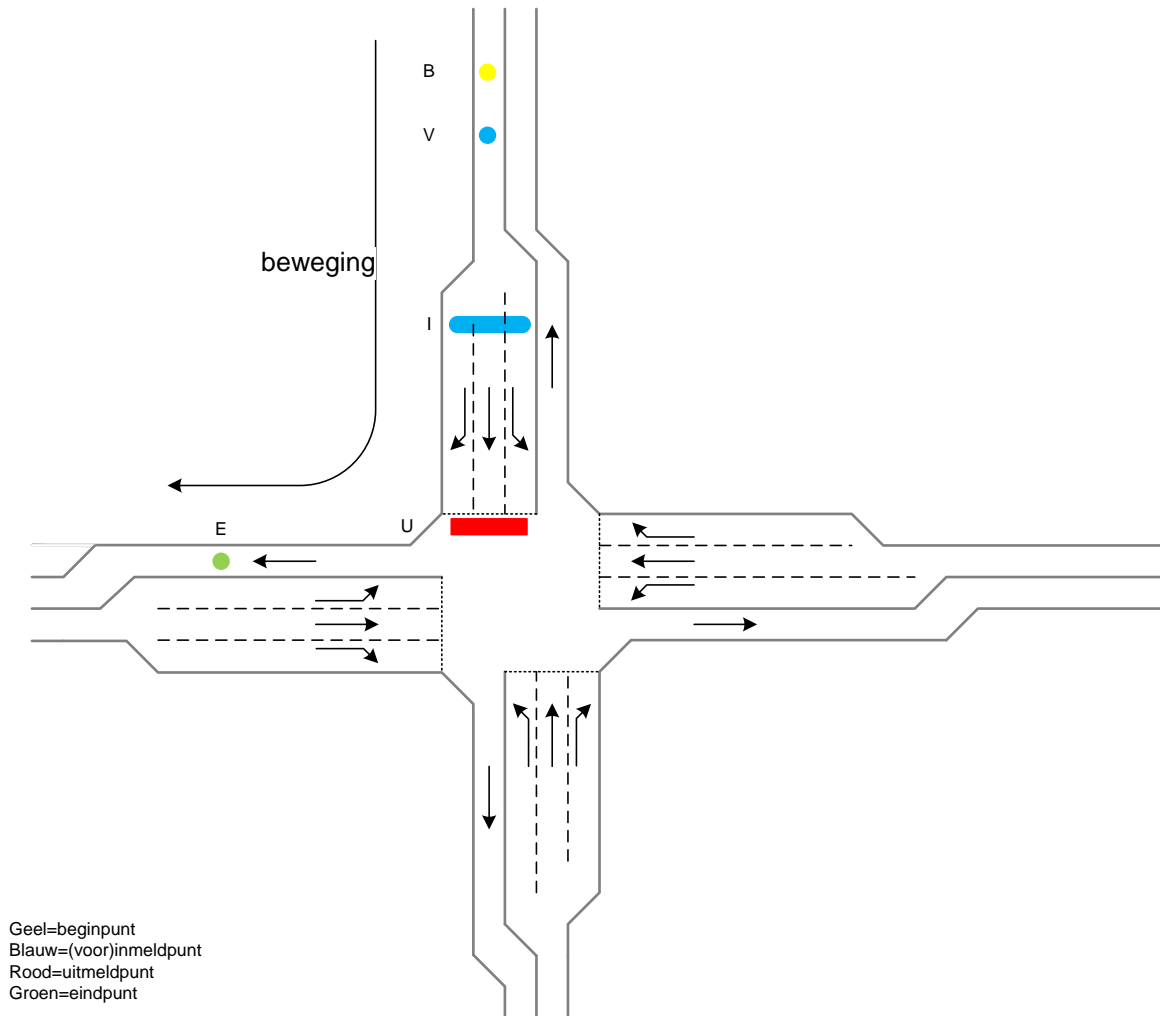 B
V
beweging
I
E
U
Geel=beginpunt
Blauw=(voor)inmeldpunt
Rood=uitmeldpunt
Groen=eindpunt